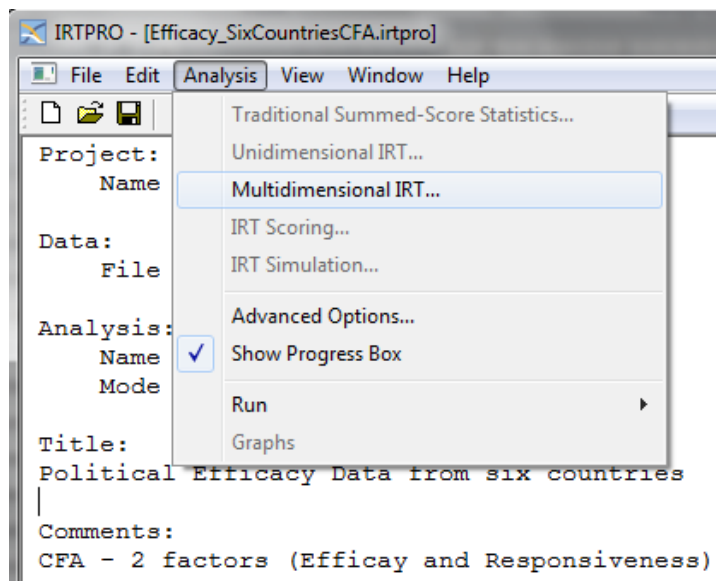 IRTPRO - [Efficacy_SixCountriesCFA.irtpro]
File Edit Analysis View Window Help
Traditional Summed-Score Statistics...
Project:
Unidimensional IRT...
Name
Multidimensional IRT...
IRT Scoring...
Data:
File
IRT Simulation...
Advanced Options...
Analysis:
Name
Show Progress Box
Mode
Run
Title:
Graphs
Political Efficacy Data from six countries
Comments:
CFA - 2 factors (Efficay and Responsiveness)